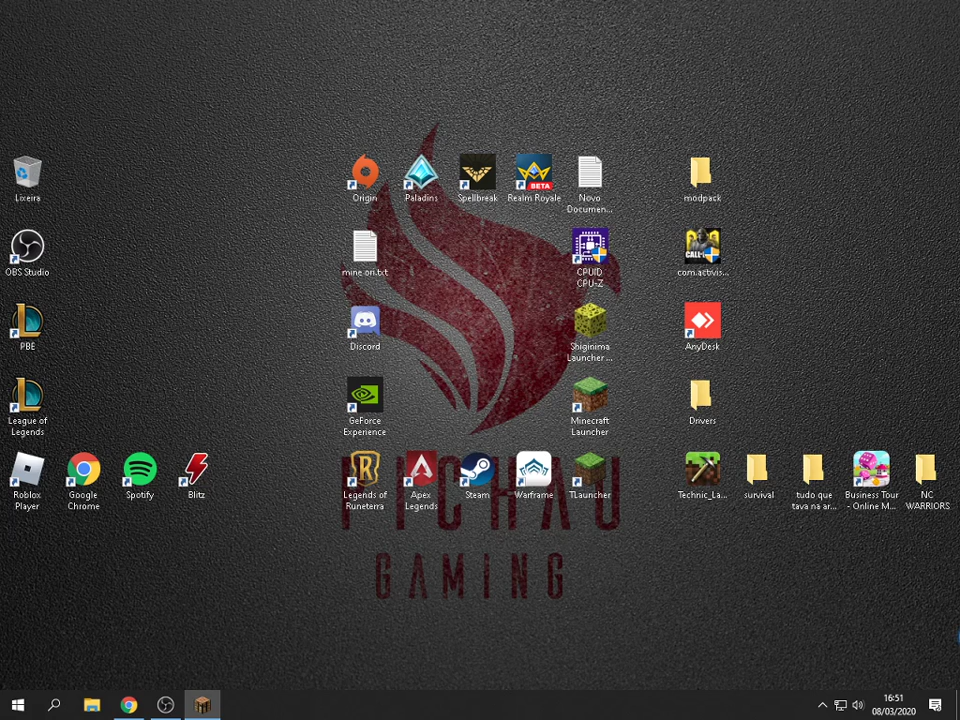 Lixeira
Origin
Paladins
Spellbreak
BETA
Realm Royale
Novo
Documen...
modpack
OBS Studio
mine ori.txt
CPUID
CPU-Z
com.activis...
PBE
Discord
Shiginima
Launcher ...
AnyDesk
League of
Legends
GeForce
Experience
Minecraft
Launcher
Drivers
Roblox
Player
Google
Chrome
Spotify
Blitz
Legends of
Runeterra
Apex
Legends
Steam
Warframe
TLauncher
Technic_La...
survival
tudo que
tava na ar...
Business Tour
- Online M...
NC
WARRIORS
PICHAU
GAMING
16:51
08/03/2020